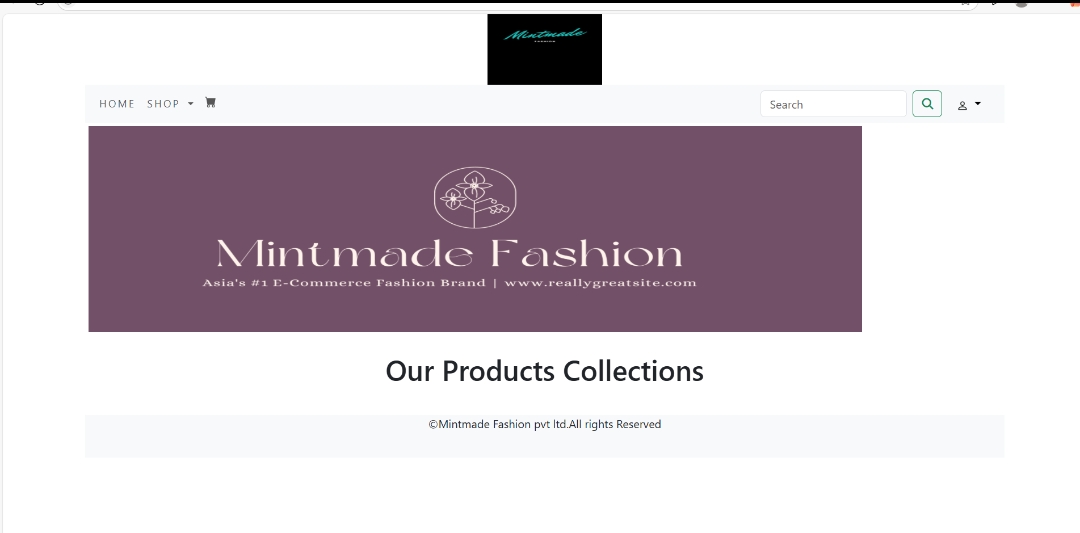 Mintmade
FASHION
HOME SHOP Search
Mintmade Fashion
Asia's #1 E-Commerce Fashion Brand | www.reallygreatsite.com
Our Products Collections
©Mintmade Fashion pvt ltd.All rights Reserved